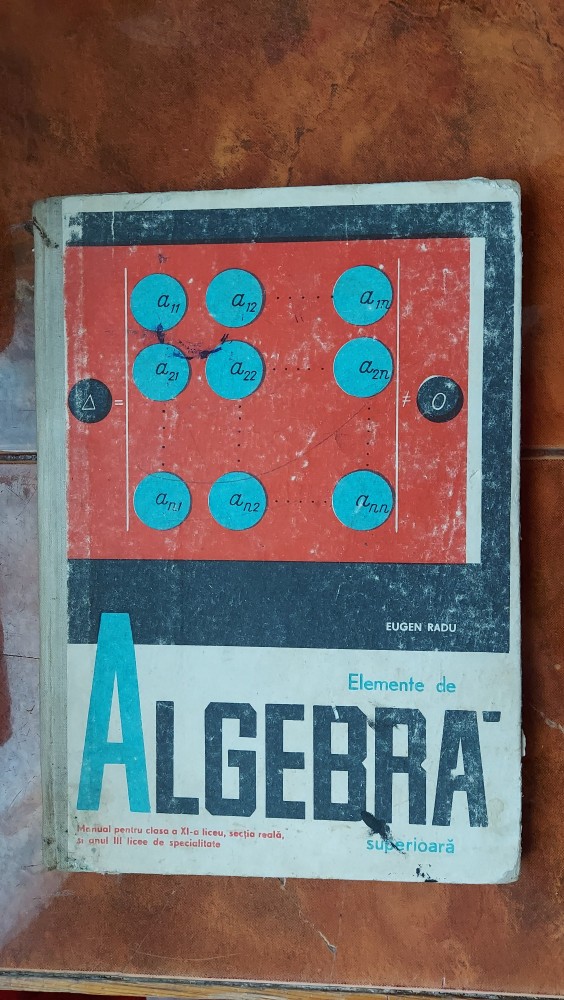 a11 a12 ..... a1n
a21 a22 ..... a2n
Δ = ≠ 0
an1 an2 ..... ann
EUGEN RADU
Elemente de
ALGEBRĂ
superioară
Manual pentru clasa a XI-a liceu, secția reală,
și anul III licee de specialitate